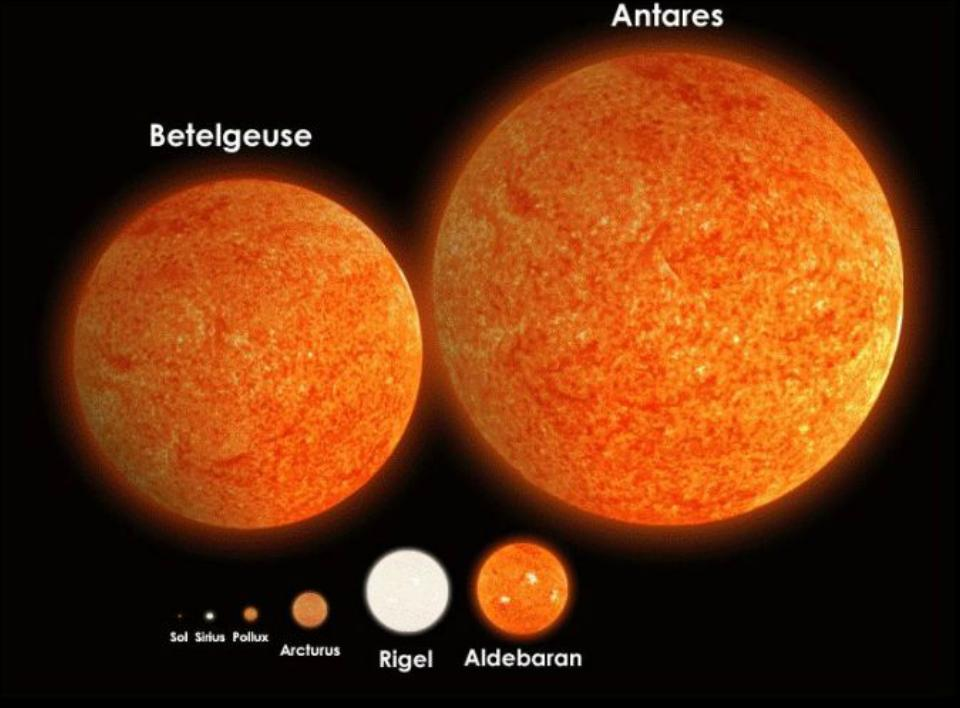 Antares
Betelgeuse
Sol Sirius Pollux
Arcturus
Rigel
Aldebaran